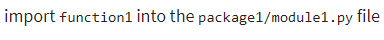 import function1 into the package1/module1.py file